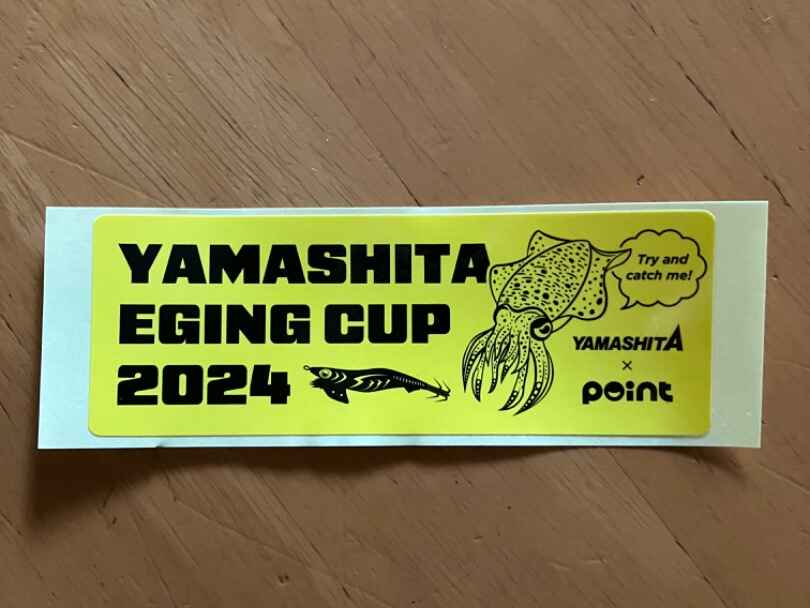 YAMASHITA
EGING CUP
2024
Try and
catch me!
YAMASHITA
×
point